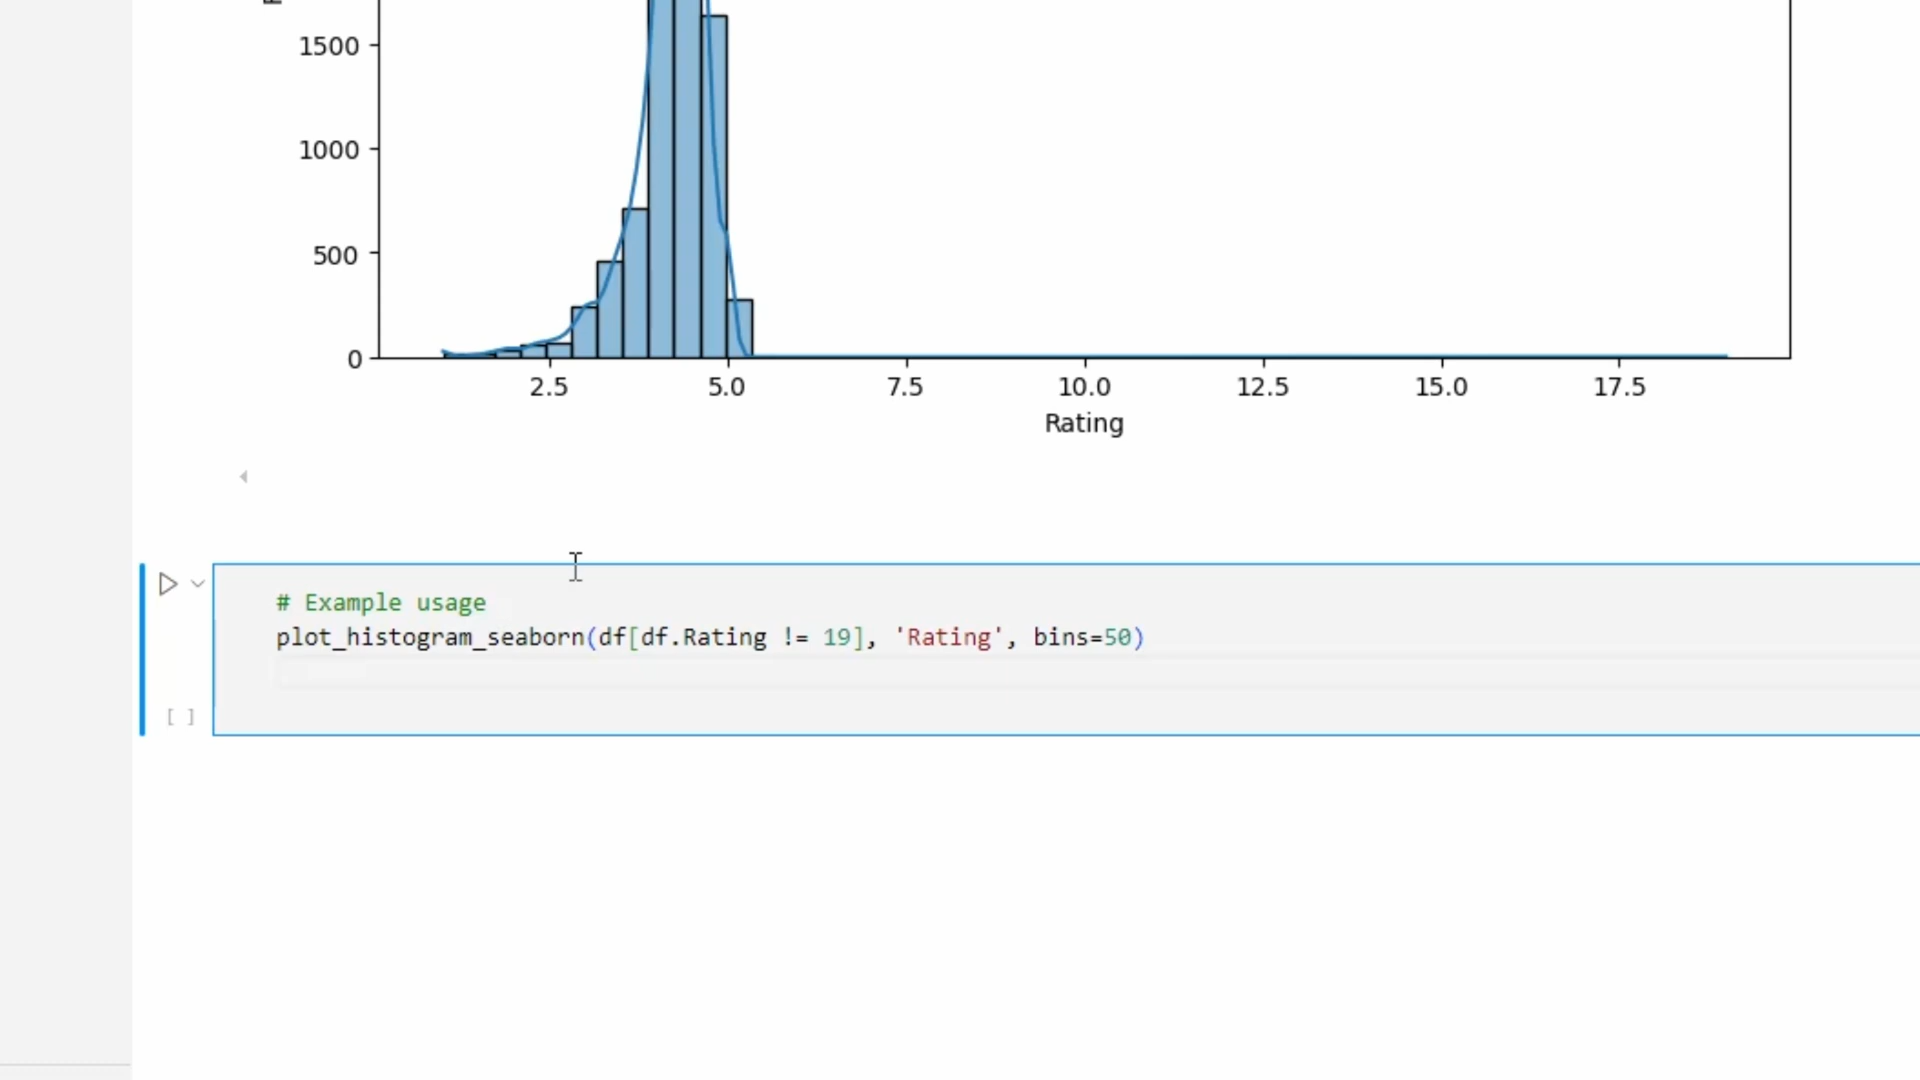 1500
1000
500
0
2.5 5.0 7.5 10.0 12.5 15.0 17.5
Rating
# Example usage
plot_histogram_seaborn(df[df.Rating != 19], 'Rating', bins=50)
[ ]